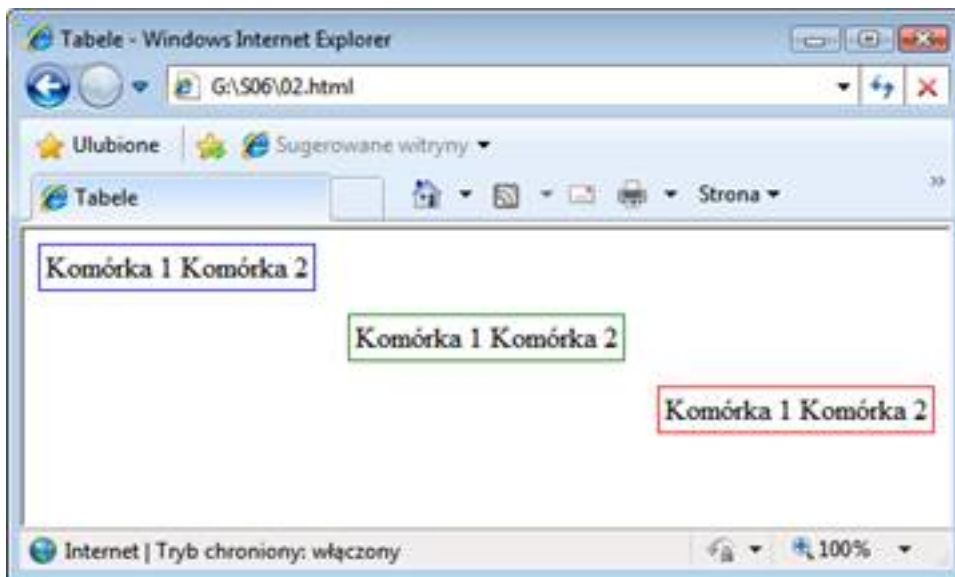 Tabele - Windows Internet Explorer
G:\S06\02.html
Ulubione Sugerowane witryny
Tabele Strona
Komórka 1 Komórka 2
Komórka 1 Komórka 2
Komórka 1 Komórka 2
Internet | Tryb chroniony: włączony 100%